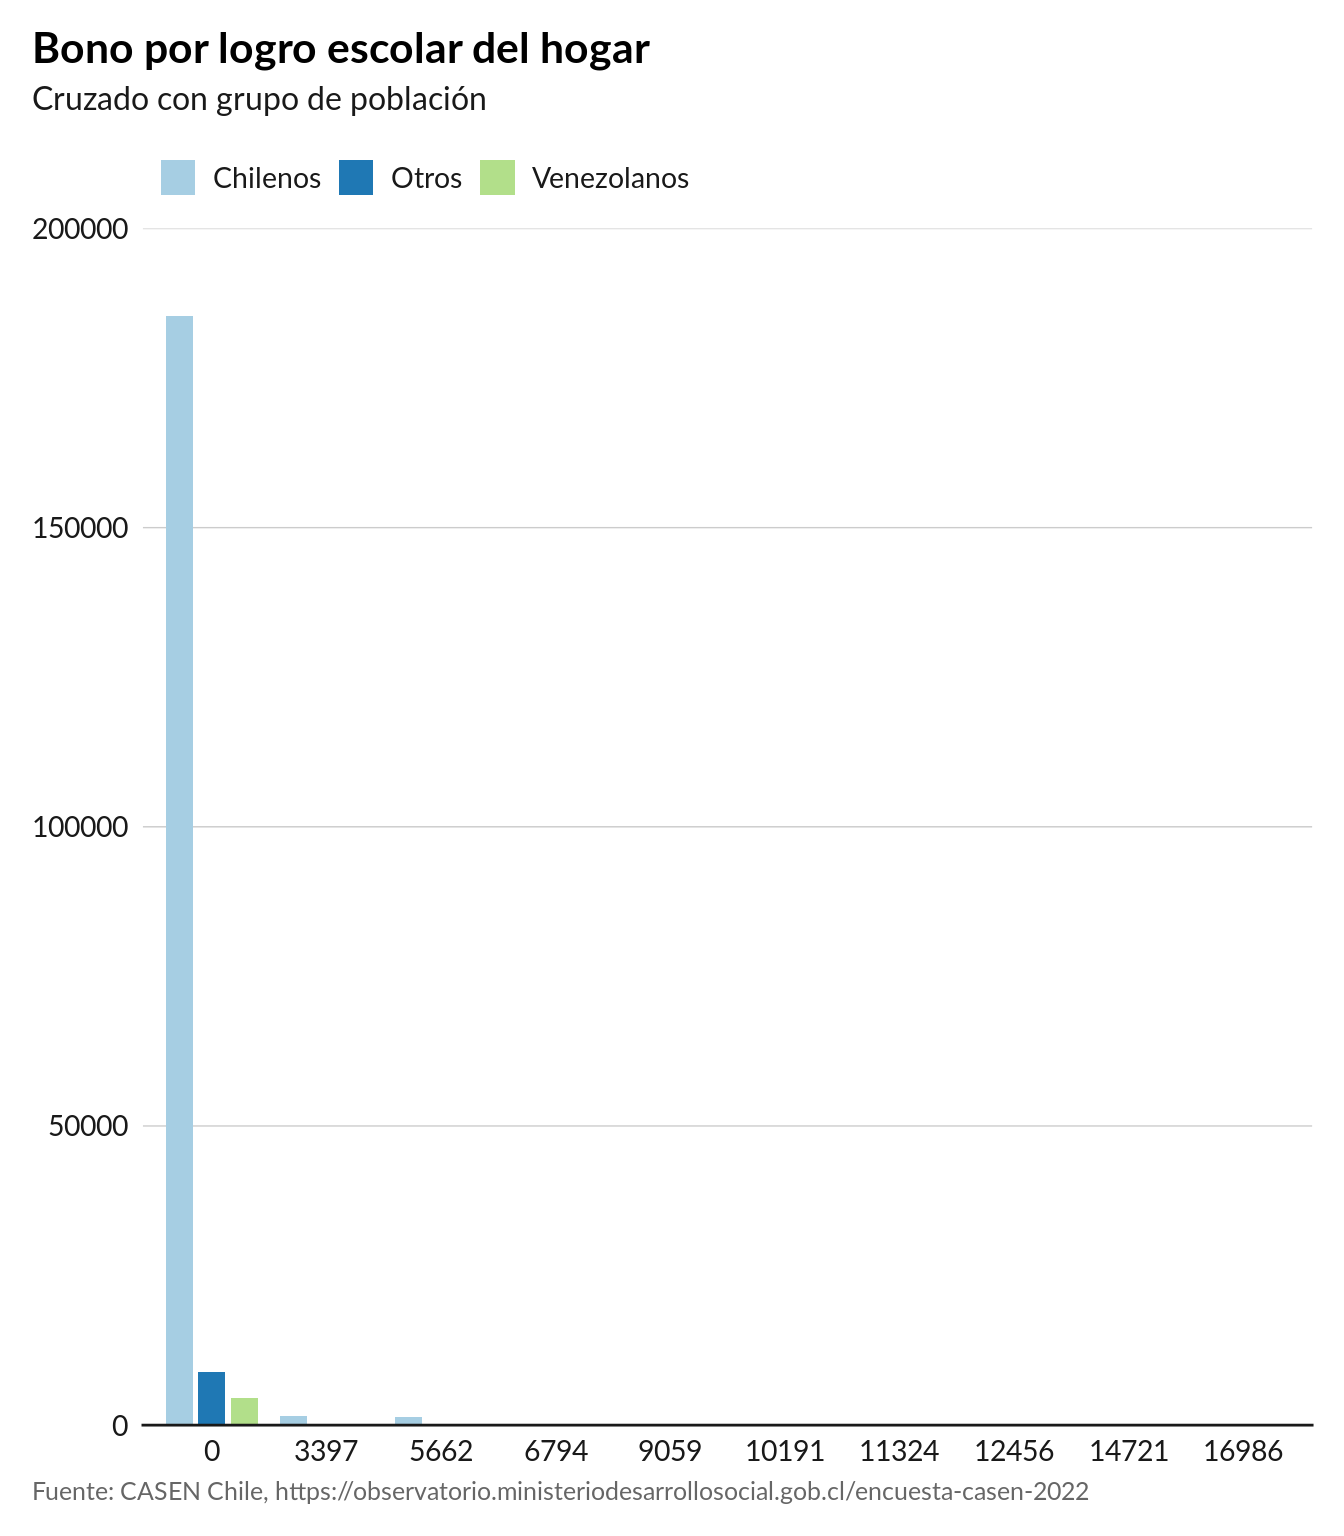 Bono por logro escolar del hogar
Cruzado con grupo de población
Chilenos Otros Venezolanos
200000
150000
100000
50000
0
0 3397 5662 6794 9059 10191 11324 12456 14721 16986
Fuente: CASEN Chile, https://observatorio.ministeriodesarrollosocial.gob.cl/encuesta-casen-2022